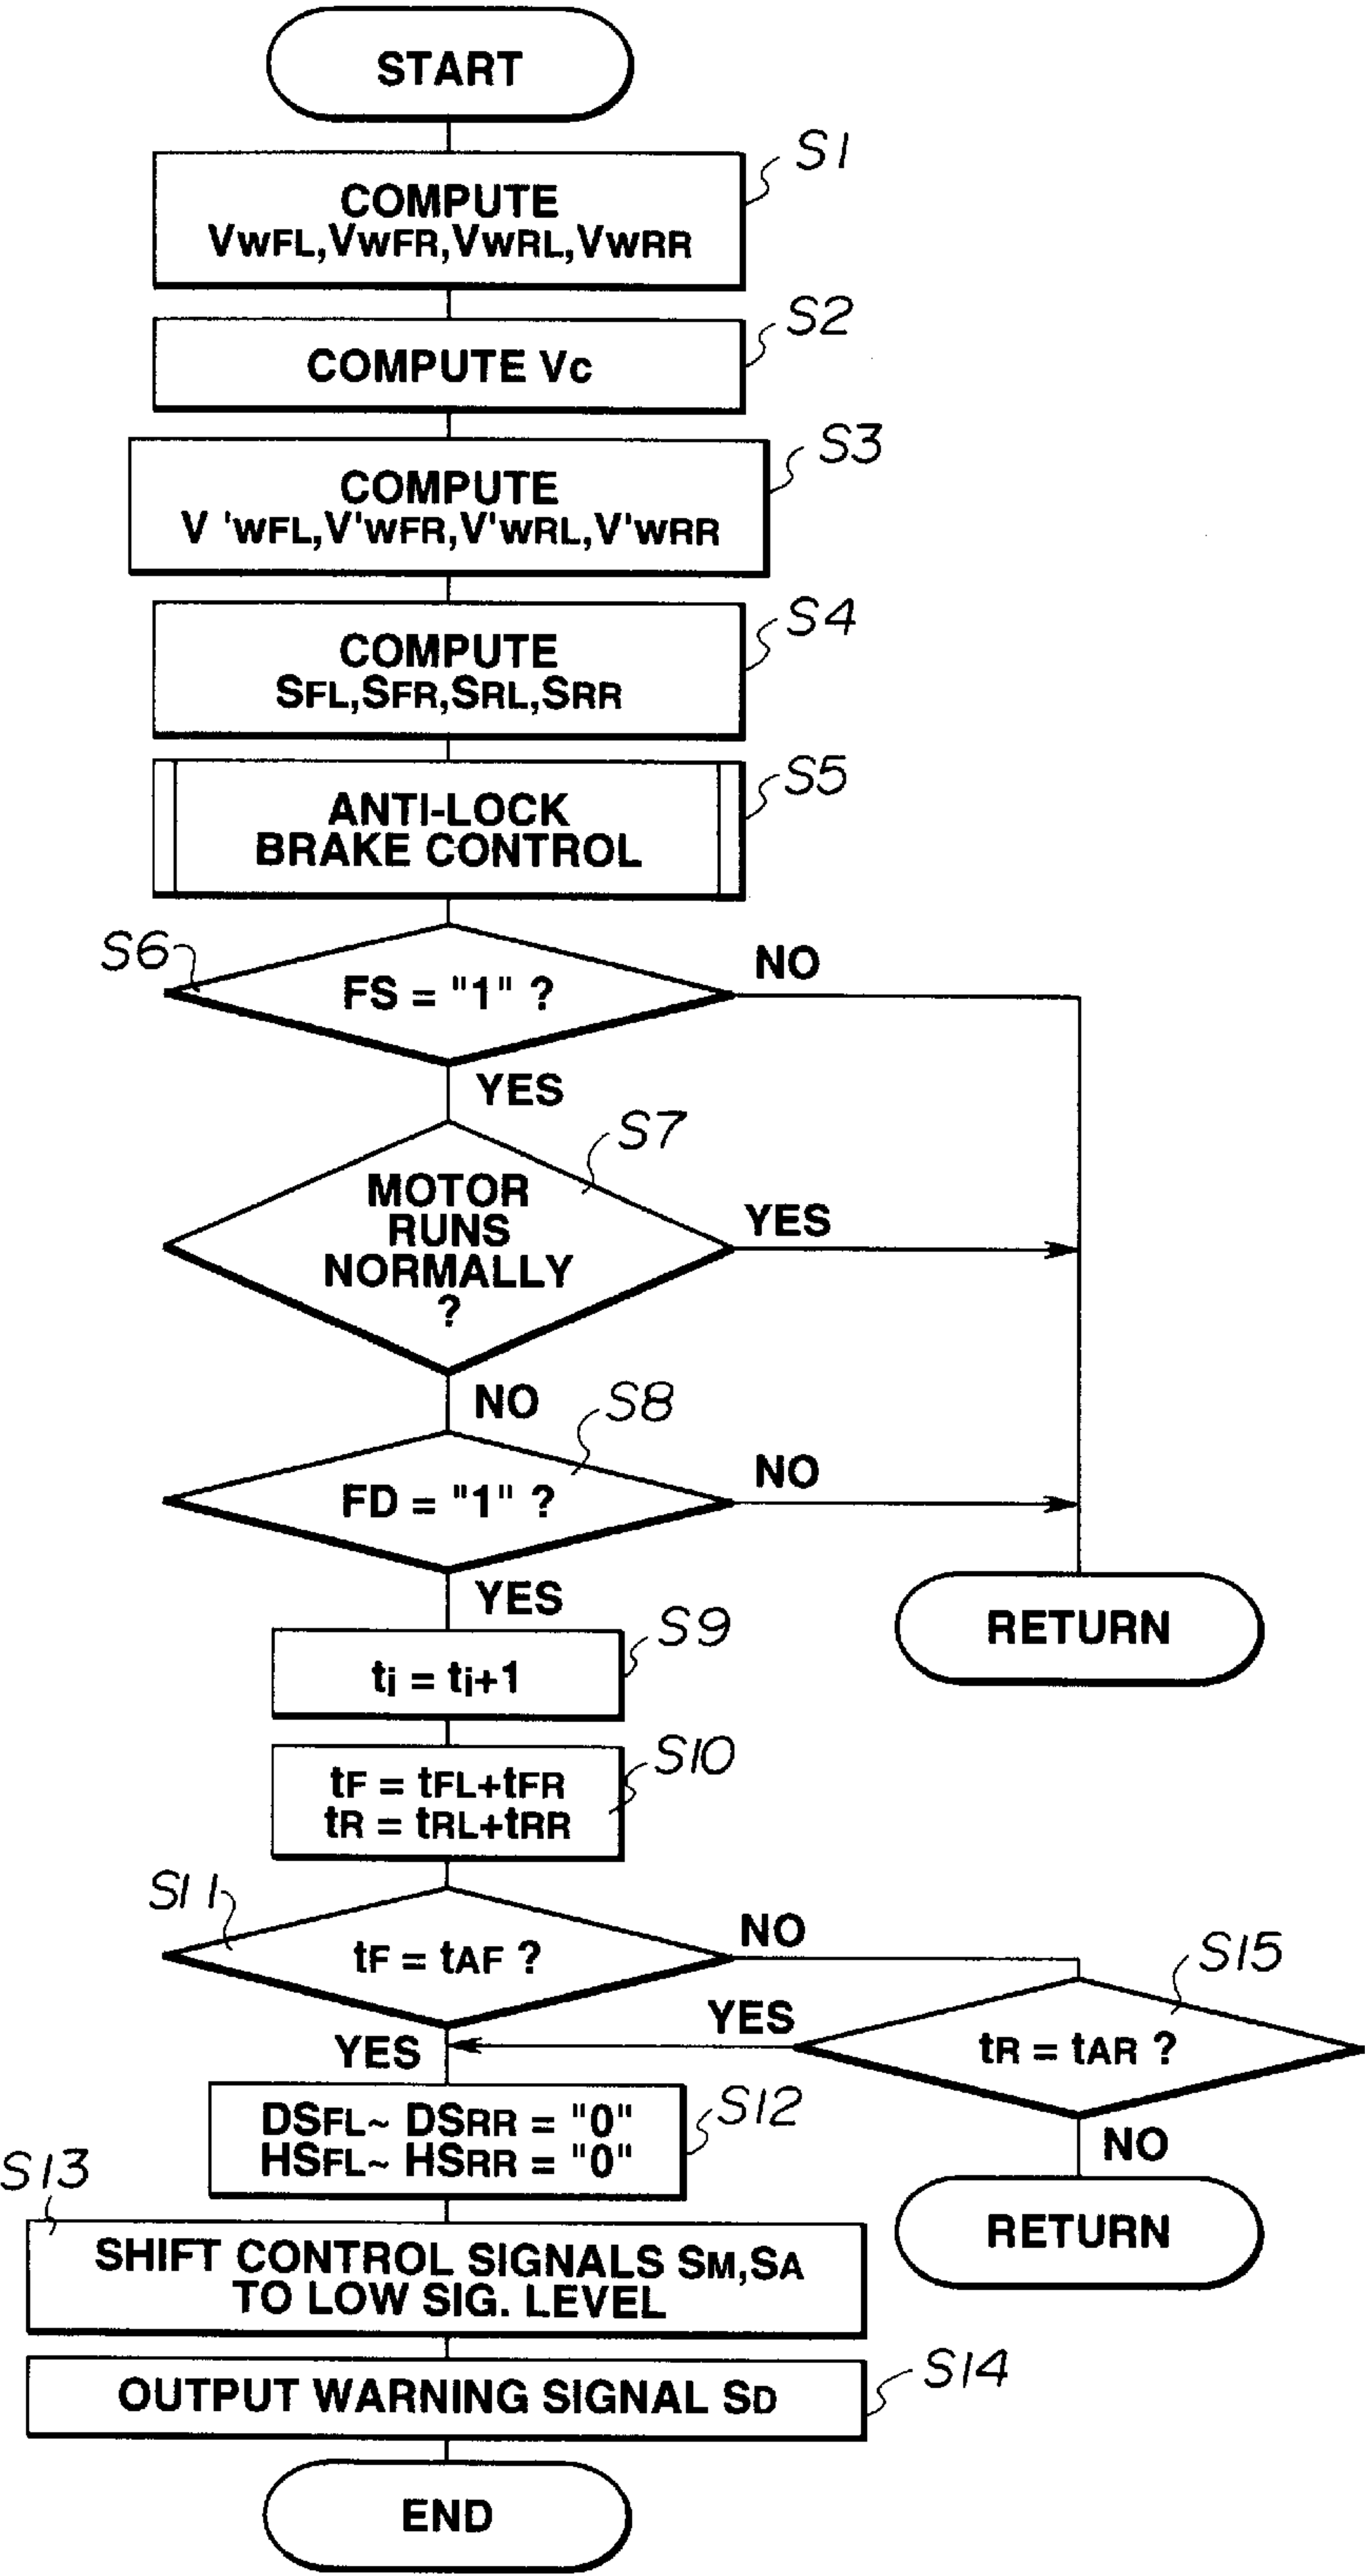 START
S1
COMPUTE
VWFL,VWFR,VWRL,VWRR
S2
COMPUTE Vc
S3
COMPUTE
V 'WFL,V'WFR,V'WRL,V'WRR
S4
COMPUTE
SFL,SFR,SRL,SRR
S5
ANTI-LOCK
BRAKE CONTROL
S6
FS = "1" ?
NO
YES
S7
MOTOR
RUNS
NORMALLY
?
YES
NO
S8
FD = "1" ?
NO
YES
RETURN
S9
ti = ti+1
S10
tF = tFL+tFR
tR = tRL+tRR
S11
tF = tAF ?
NO
S15
tR = tAR ?
YES
YES
NO
RETURN
S12
DSFL~ DSRR = "0"
HSFL~ HSRR = "0"
S13
SHIFT CONTROL SIGNALS SM,SA
TO LOW SIG. LEVEL
S14
OUTPUT WARNING SIGNAL SD
END